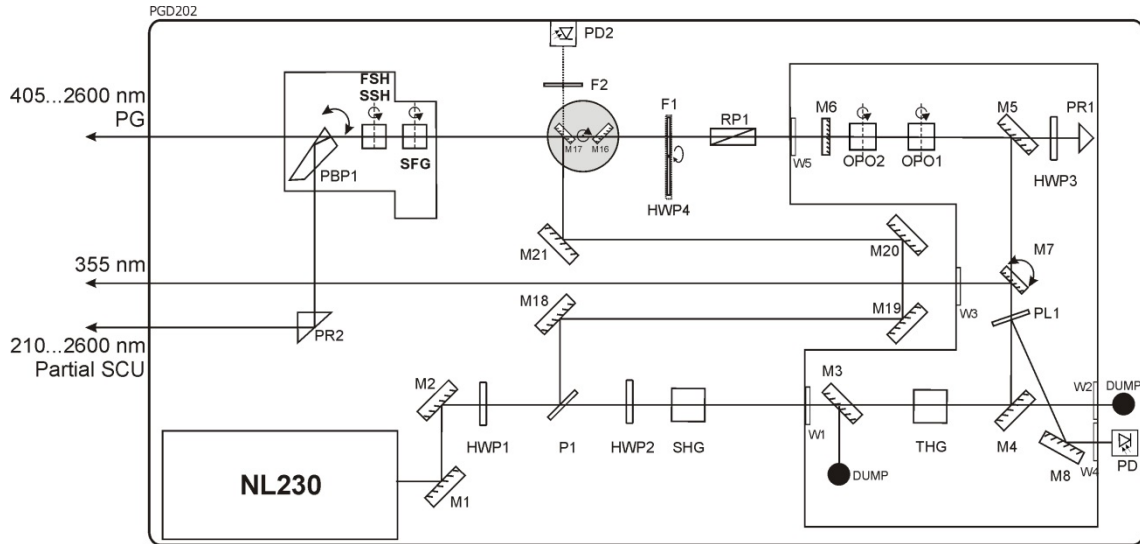 PGD202
PD2
405...2600 nm
PG
FSH
SSH
SFG
PBP1
F2
M17
M16
F1
HWP4
RP1
W5
M6
OPO2
OPO1
M5
PR1
HWP3
M21
M20
M7
355 nm
M18
M19
W3
PL1
210...2600 nm
Partial SCU
PR2
M2
HWP1
P1
HWP2
SHG
W1
M3
DUMP
THG
M4
W2
DUMP
W4
M8
PD
NL230
M1